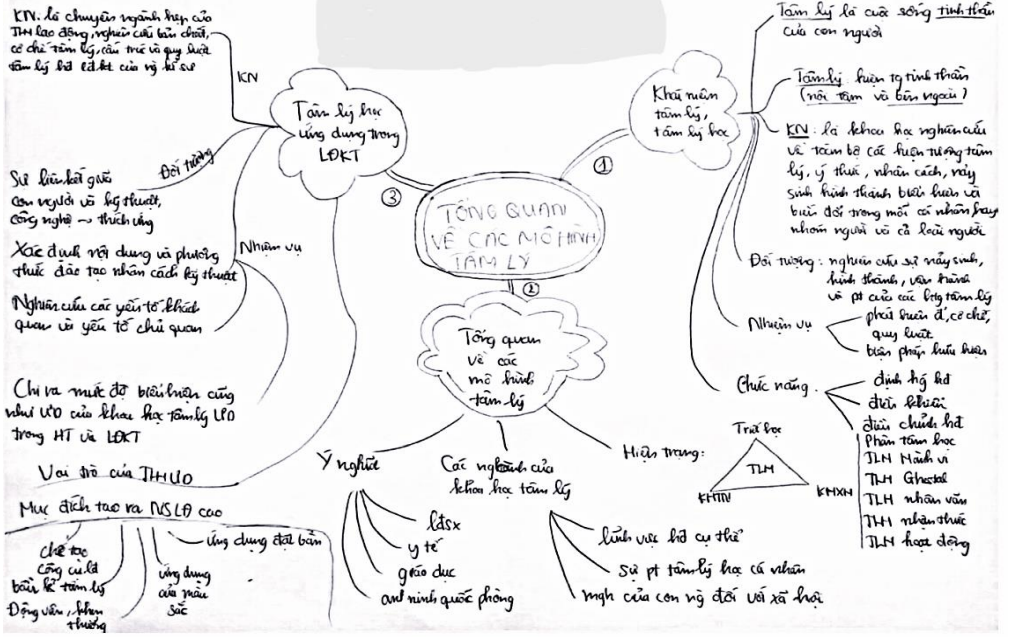 TỔNG QUAN
VỀ CÁC MÔ HÌNH
TÂM LÝ
①
Khái niệm
tâm lý,
tâm lý học
Tâm lý là cuộc sống tinh thần
của con người
Tâm lý: hiện tg tinh thần
(nội tâm và bên ngoài)
KN: là khoa học nghiên cứu
về toàn bộ các hiện tượng tâm
lý, ý thức, nhân cách, nảy
sinh hình thành biểu hiện và
biến đổi trong mỗi cá nhân hay
nhóm người và cả loài người
Đối tượng: nghiên cứu sự nảy sinh,
hình thành, vận hành
và pt của các htg tâm lý
Nhiệm vụ
phát hiện đ', cơ chế,
quy luật
biện pháp hữu hiệu
Chức năng.
định hg hđ
điều khiển
điều chỉnh hđ
②
Tổng quan
về các
mô hình
tâm lý
Ý nghĩa
lđsx
y tế
giáo dục
anh ninh quốc phòng
Các nghành của
khoa học tâm lý
lĩnh vực hđ cụ thể
sự pt tâm lý học cá nhân
mqh của con ng đối với xã hội
Hiện trạng:
Triết học
TLH
KHTN
KHXH
Phân tâm học
TLH Hành vi
TLH Ghestal
TLH nhân văn
TLH nhận thức
TLH hoạt động
③
Tâm lý học
ứng dụng trong
LĐKT
KN
KN: là chuyên ngành hẹp của
TLH lao động, nghiên cứu bản chất,
cơ chế tâm lý, cấu trúc và quy luật
tâm lý hđ lđkt của ng kĩ sư
Đối tượng
Sự liên kết giữa
con người và kỹ thuật,
công nghệ → thích ứng
Nhiệm vụ
Xác định nội dung và phương
thức đào tạo nhân cách kỹ thuật
Nghiên cứu các yếu tố khách
quan và yếu tố chủ quan
Chỉ ra mức độ biểu hiện cũng
như ƯD của khoa học tâm lý ƯD
trong HT và LĐKT
Vai trò của TLHƯD
Mục đích tạo ra NSLĐ cao
chế tạo
công cụ lđ
bầu k² tâm lý
Động viên, khen
thưởng
ứng dụng
của màu
sắc
ứng dụng đặt bản